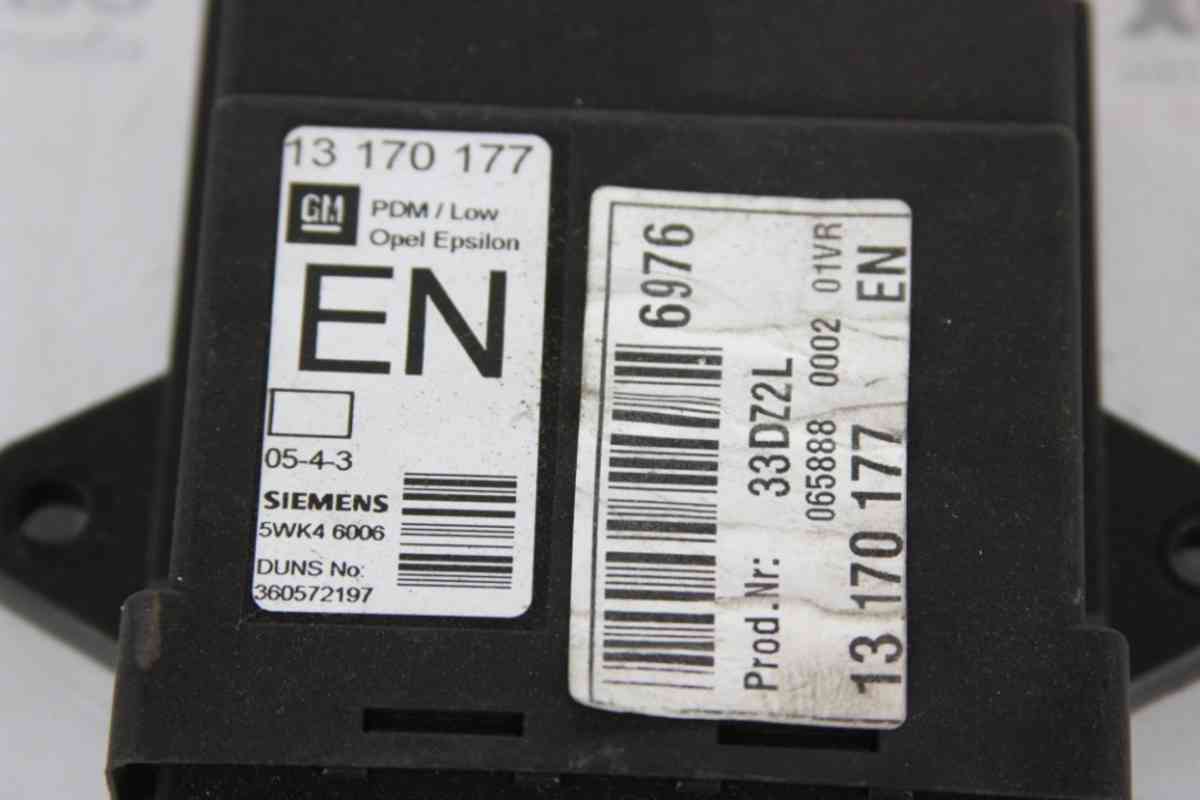 13 170 177
GM
PDM / Low
Opel Epsilon
EN
05-4-3
SIEMENS
5WK4 6006
DUNS No:
360572197
6976
Prod.Nr: 33DZ2L
065888 0002 01VR
13 170 177 EN